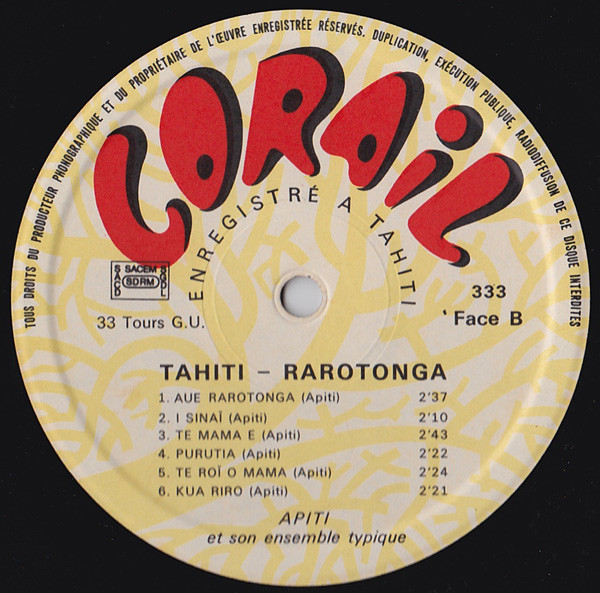 TOUS DROITS DU PRODUCTEUR PHONOGRAPHIQUE ET DU PROPRIÉTAIRE DE L'ŒUVRE ENREGISTRÉE RÉSERVÉS. DUPLICATION, EXÉCUTION PUBLIQUE, RADIODIFFUSION DE CE DISQUE INTERDITES
CORAIL
ENREGISTRÉ A TAHITI
SACEM
SACD
SDRM
SGDL
333
33 Tours G.U.
Face B
TAHITI – RAROTONGA
1. AUE RAROTONGA (Apiti) 2'37
2. I SINAÏ (Apiti) 2'10
3. TE MAMA E (Apiti) 2'43
4. PURUTIA (Apiti) 2'22
5. TE ROÏ O MAMA (Apiti) 2'24
6. KUA RIRO (Apiti) 2'21
APITI
et son ensemble typique